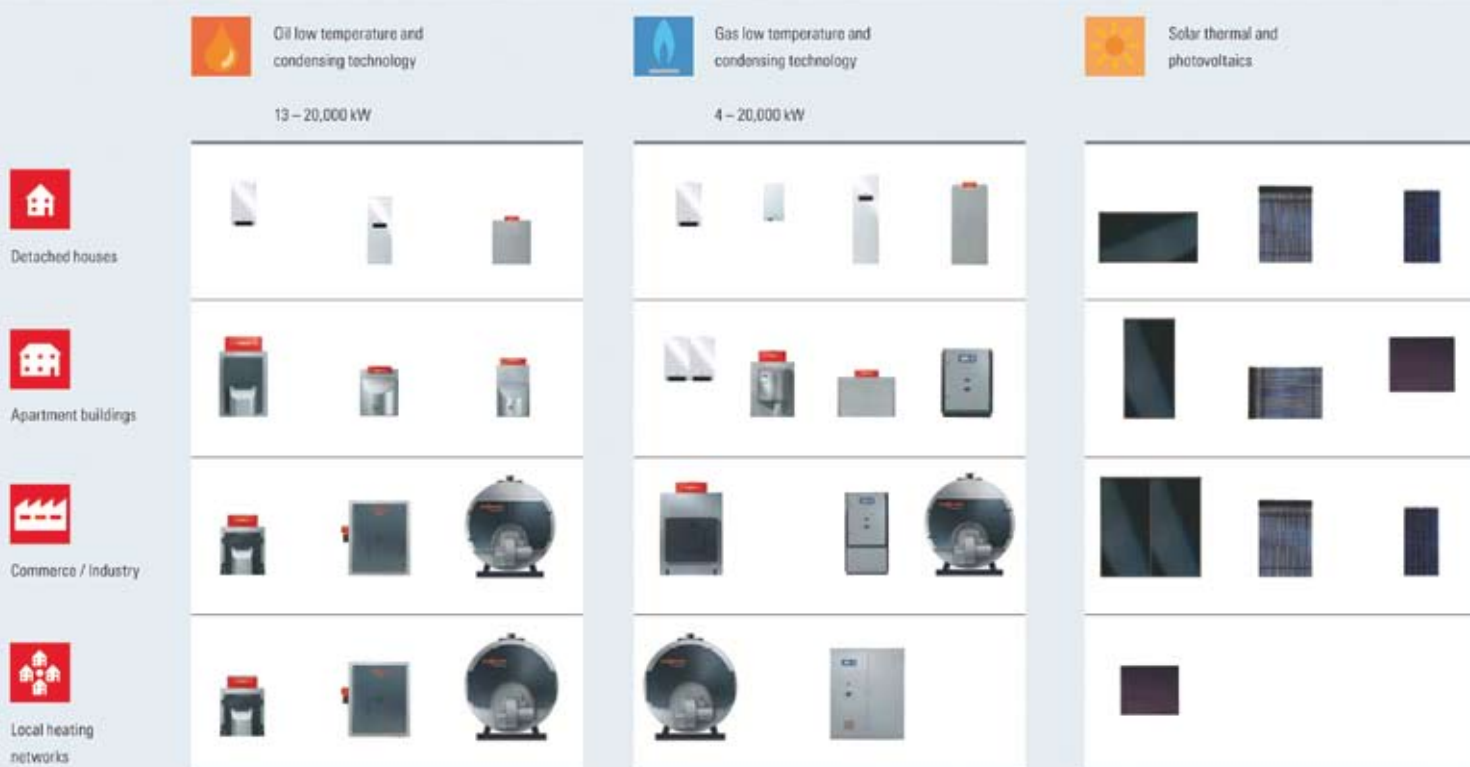 Oil low temperature and
condensing technology
13 – 20,000 kW
Gas low temperature and
condensing technology
4 – 20,000 kW
Solar thermal and
photovoltaics
Detached houses
Apartment buildings
Commerce / Industry
Local heating
networks